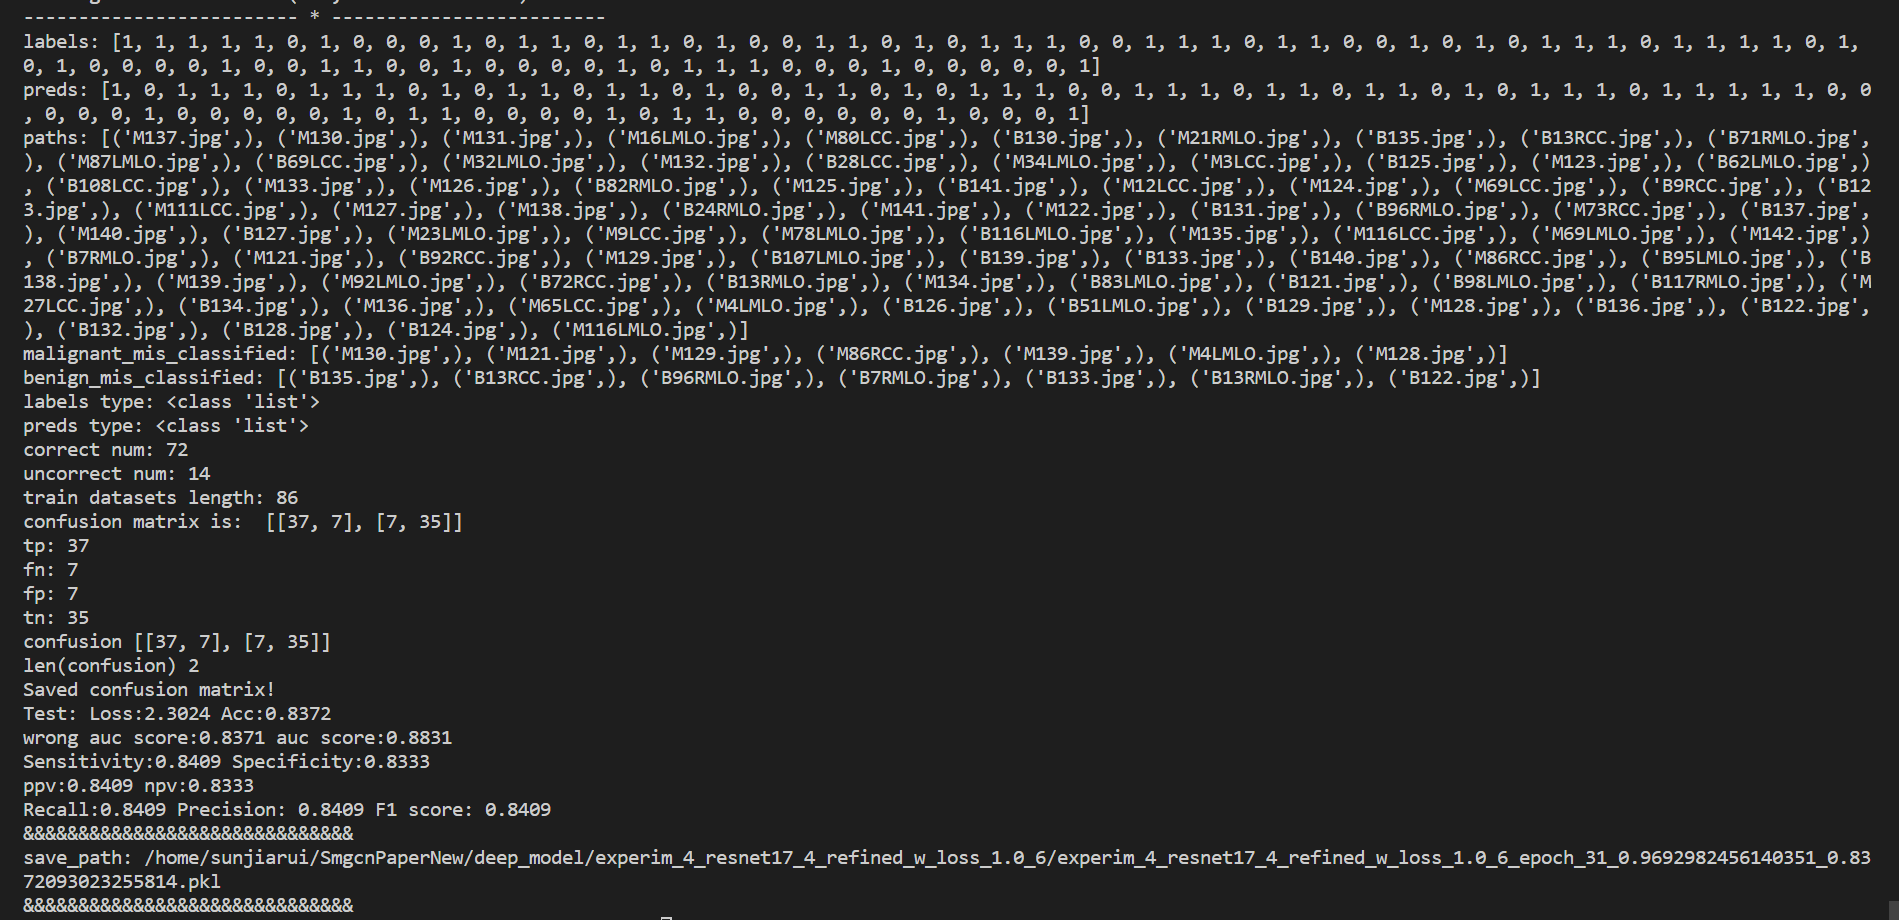 ------------------------- * -------------------------
labels: [1, 1, 1, 1, 1, 0, 1, 0, 0, 0, 1, 0, 1, 1, 0, 1, 1, 0, 1, 0, 0, 1, 1, 0, 1, 0, 1, 1, 1, 0, 0, 1, 1, 1, 0, 1, 1, 0, 0, 1, 0, 1, 0, 1, 1, 1, 0, 1, 1, 1, 1, 0, 1,
0, 1, 0, 0, 0, 0, 1, 0, 0, 1, 1, 0, 0, 1, 0, 0, 0, 0, 1, 0, 1, 1, 1, 0, 0, 0, 1, 0, 0, 0, 0, 0, 1]
preds: [1, 0, 1, 1, 1, 0, 1, 1, 1, 0, 1, 0, 1, 1, 0, 1, 1, 0, 1, 0, 0, 1, 1, 0, 1, 0, 1, 1, 1, 0, 0, 1, 1, 1, 0, 1, 1, 0, 1, 1, 0, 1, 0, 1, 1, 1, 0, 1, 1, 1, 1, 0, 0
, 0, 0, 0, 1, 0, 0, 0, 0, 0, 1, 0, 1, 1, 0, 0, 0, 0, 1, 0, 1, 1, 0, 0, 0, 0, 0, 0, 1, 0, 0, 0, 1]
paths: [('M137.jpg',), ('M130.jpg',), ('M131.jpg',), ('M16LMLO.jpg',), ('M80LCC.jpg',), ('B130.jpg',), ('M21RMLO.jpg',), ('B135.jpg',), ('B13RCC.jpg',), ('B71RMLO.jpg',
), ('M87LMLO.jpg',), ('B69LCC.jpg',), ('M32LMLO.jpg',), ('M132.jpg',), ('B28LCC.jpg',), ('M34LMLO.jpg',), ('M3LCC.jpg',), ('B125.jpg',), ('M123.jpg',), ('B62LMLO.jpg',)
, ('B108LCC.jpg',), ('M133.jpg',), ('M126.jpg',), ('B82RMLO.jpg',), ('M125.jpg',), ('B141.jpg',), ('M12LCC.jpg',), ('M124.jpg',), ('M69LCC.jpg',), ('B9RCC.jpg',), ('B12
3.jpg',), ('M111LCC.jpg',), ('M127.jpg',), ('M138.jpg',), ('B24RMLO.jpg',), ('M141.jpg',), ('M122.jpg',), ('B131.jpg',), ('B96RMLO.jpg',), ('M73RCC.jpg',), ('B137.jpg',
), ('M140.jpg',), ('B127.jpg',), ('M23LMLO.jpg',), ('M9LCC.jpg',), ('M78LMLO.jpg',), ('B116LMLO.jpg',), ('M135.jpg',), ('M116LCC.jpg',), ('M69LMLO.jpg',), ('M142.jpg',)
, ('B7RMLO.jpg',), ('M121.jpg',), ('B92RCC.jpg',), ('M129.jpg',), ('B107LMLO.jpg',), ('B139.jpg',), ('B133.jpg',), ('B140.jpg',), ('M86RCC.jpg',), ('B95LMLO.jpg',), ('B
138.jpg',), ('M139.jpg',), ('M92LMLO.jpg',), ('B72RCC.jpg',), ('B13RMLO.jpg',), ('M134.jpg',), ('B83LMLO.jpg',), ('B121.jpg',), ('B98LMLO.jpg',), ('B117RMLO.jpg',), ('M
27LCC.jpg',), ('B134.jpg',), ('M136.jpg',), ('M65LCC.jpg',), ('M4LMLO.jpg',), ('B126.jpg',), ('B51LMLO.jpg',), ('B129.jpg',), ('M128.jpg',), ('B136.jpg',), ('B122.jpg',
), ('B132.jpg',), ('B128.jpg',), ('B124.jpg',), ('M116LMLO.jpg',)]
malignant_mis_classified: [('M130.jpg',), ('M121.jpg',), ('M129.jpg',), ('M86RCC.jpg',), ('M139.jpg',), ('M4LMLO.jpg',), ('M128.jpg',)]
benign_mis_classified: [('B135.jpg',), ('B13RCC.jpg',), ('B96RMLO.jpg',), ('B7RMLO.jpg',), ('B133.jpg',), ('B13RMLO.jpg',), ('B122.jpg',)]
labels type: <class 'list'>
preds type: <class 'list'>
correct num: 72
uncorrect num: 14
train datasets length: 86
confusion matrix is:  [[37, 7], [7, 35]]
tp: 37
fn: 7
fp: 7
tn: 35
confusion [[37, 7], [7, 35]]
len(confusion) 2
Saved confusion matrix!
Test: Loss:2.3024 Acc:0.8372
wrong auc score:0.8371 auc score:0.8831
Sensitivity:0.8409 Specificity:0.8333
ppv:0.8409 npv:0.8333
Recall:0.8409 Precision: 0.8409 F1 score: 0.8409
&&&&&&&&&&&&&&&&&&&&&&&&&&&&&&
save_path: /home/sunjiarui/SmgcnPaperNew/deep_model/experim_4_resnet17_4_refined_w_loss_1.0_6/experim_4_resnet17_4_refined_w_loss_1.0_6_epoch_31_0.9692982456140351_0.83
72093023255814.pkl
&&&&&&&&&&&&&&&&&&&&&&&&&&&&&&